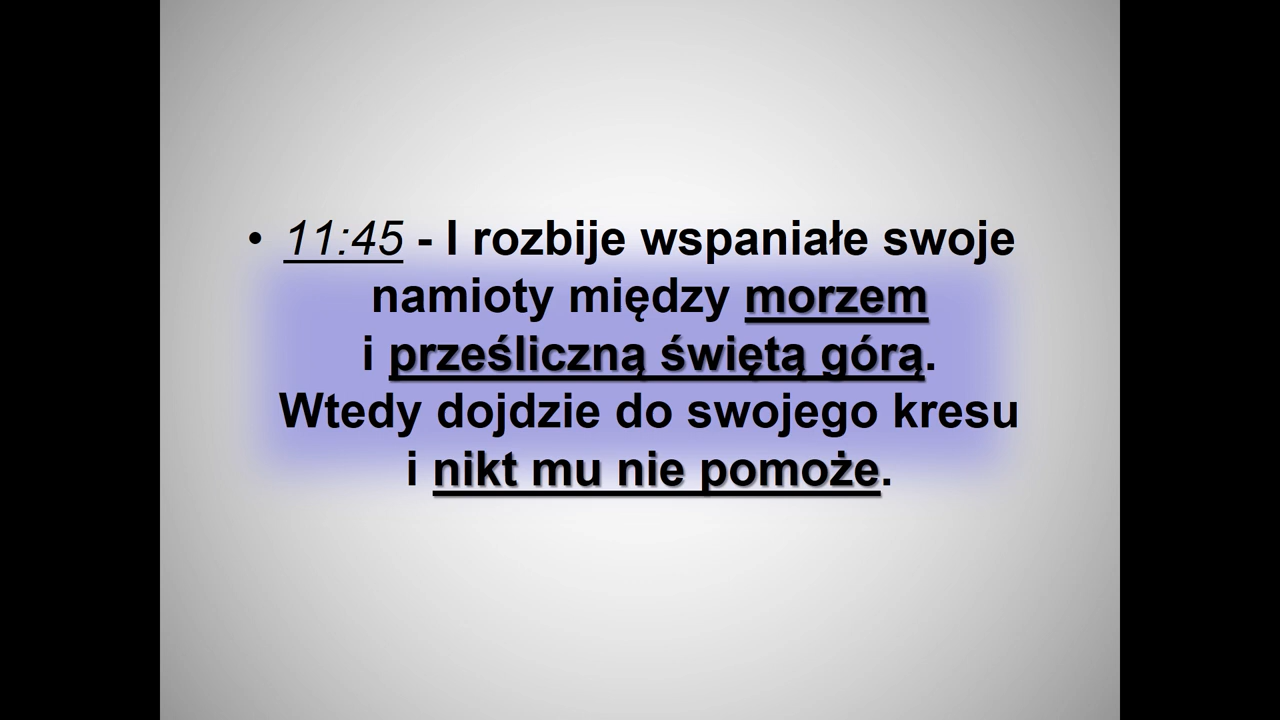 • 11:45 - I rozbije wspaniałe swoje
namioty między morzem
i prześliczną świętą górą.
Wtedy dojdzie do swojego kresu
i nikt mu nie pomoże.